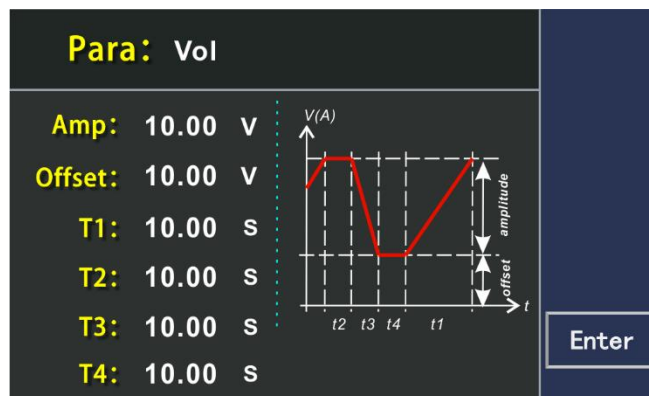 Para: Vol
Amp: 10.00 V
Offset: 10.00 V
T1: 10.00 S
T2: 10.00 S
T3: 10.00 S
T4: 10.00 S
V(A)
amplitude
offset
t
t2 t3 t4 t1
Enter